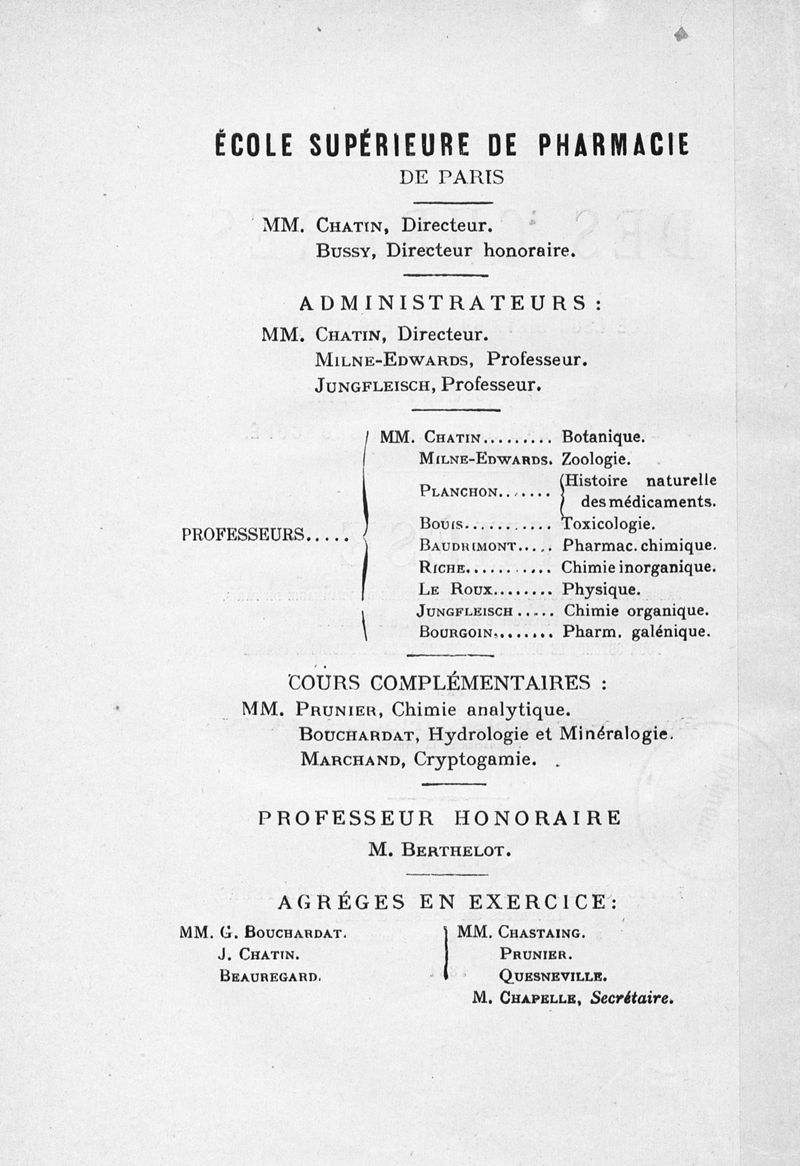 ÉCOLE SUPÉRIEURE DE PHARMACIE
DE PARIS
MM. CHATIN, Directeur.
BUSSY, Directeur honoraire.
ADMINISTRATEURS :
MM. CHATIN, Directeur.
MILNE-EDWARDS, Professeur.
JUNGFLEISCH, Professeur.
PROFESSEURS.....
MM. CHATIN......... Botanique.
MILNE-EDWARDS. Zoologie.
PLANCHON........ Histoire naturelle
des médicaments.
BOUIS........... Toxicologie.
BAUDRIMONT..... Pharmac. chimique.
RICHE........... Chimie inorganique.
LE ROUX........ Physique.
JUNGFLEISCH..... Chimie organique.
BOURGOIN........ Pharm. galénique.
COURS COMPLÉMENTAIRES :
MM. PRUNIER, Chimie analytique.
BOUCHARDAT, Hydrologie et Minéralogie.
MARCHAND, Cryptogamie.
PROFESSEUR HONORAIRE
M. BERTHELOT.
AGRÉGES EN EXERCICE:
MM. G. BOUCHARDAT.
J. CHATIN.
BEAUREGARD.
MM. CHASTAING.
PRUNIER.
QUESNEVILLE.
M. CHAPELLE, Secrétaire.